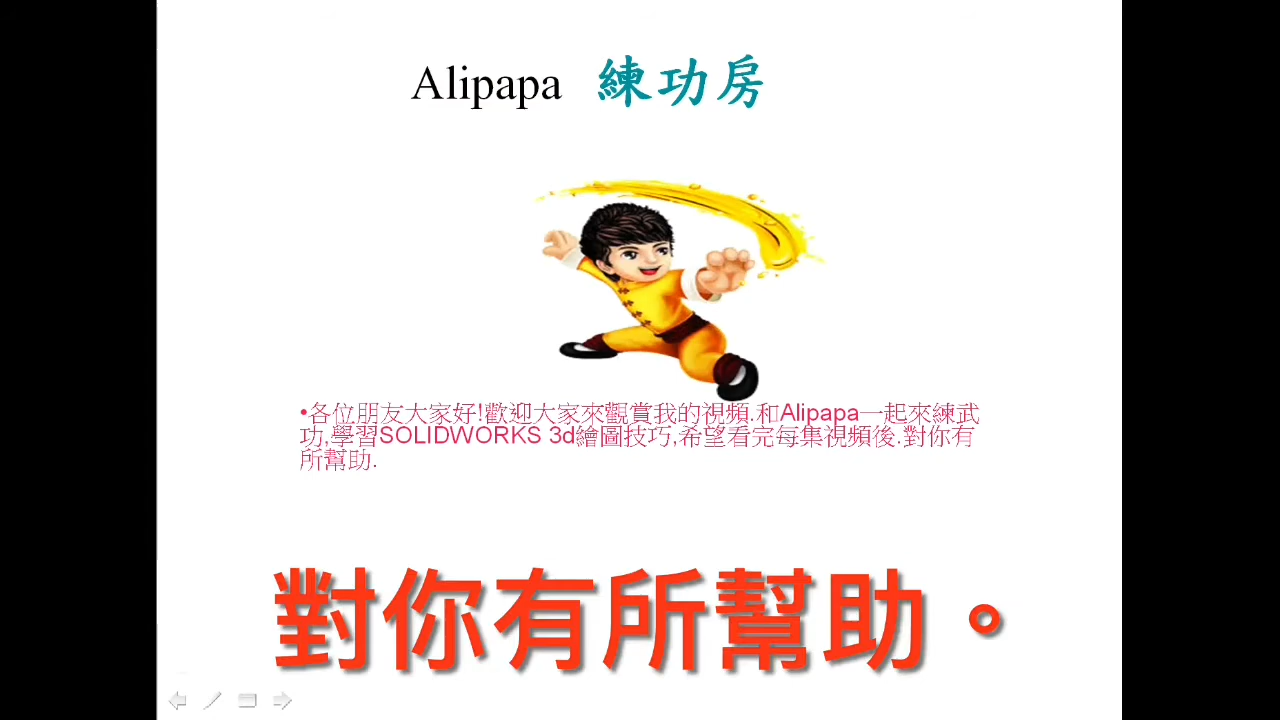 Alipapa 練功房
•各位朋友大家好!歡迎大家來觀賞我的視頻.和Alipapa一起來練武
功,學習SOLIDWORKS 3d繪圖技巧,希望看完每集視頻後.對你有
所幫助.
對你有所幫助。